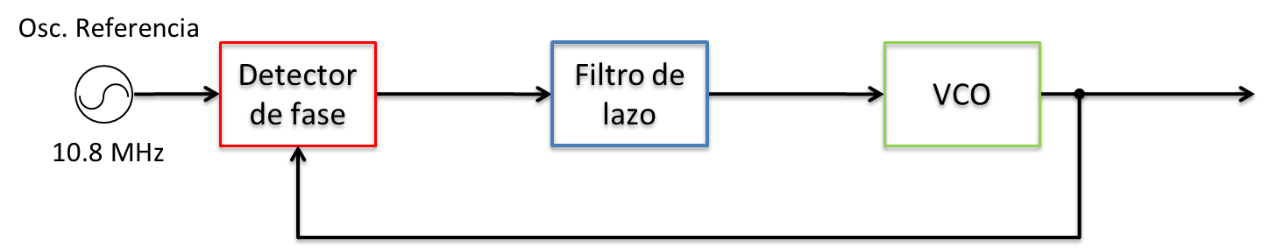 Osc. Referencia
10.8 MHz
Detector
de fase
Filtro de
lazo
VCO